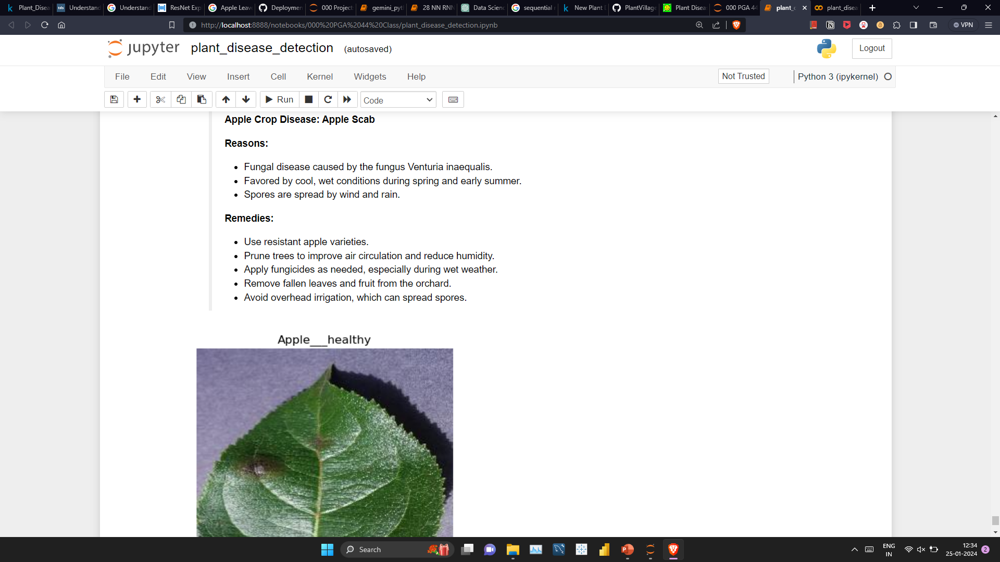 Plant_Disea
Understand
Understand
ResNet Exp
Apple Leav
Deploymen
000 Project
gemini_pyt
28 NN RNN
Data Scienc
sequential
New Plant
PlantVillage
Plant Disea
000 PGA 44
plant_
plant_disea
http://localhost:8888/notebooks/000%20PGA%2044%20Class/plant_disease_detection.ipynb
VPN
jupyter plant_disease_detection (autosaved)
Logout
File Edit View Insert Cell Kernel Widgets Help
Not Trusted
Python 3 (ipykernel)
Run
Code
Apple Crop Disease: Apple Scab
Reasons:
Fungal disease caused by the fungus Venturia inaequalis.
Favored by cool, wet conditions during spring and early summer.
Spores are spread by wind and rain.
Remedies:
Use resistant apple varieties.
Prune trees to improve air circulation and reduce humidity.
Apply fungicides as needed, especially during wet weather.
Remove fallen leaves and fruit from the orchard.
Avoid overhead irrigation, which can spread spores.
Apple___healthy
Search
ENG
IN
12:34
25-01-2024
2